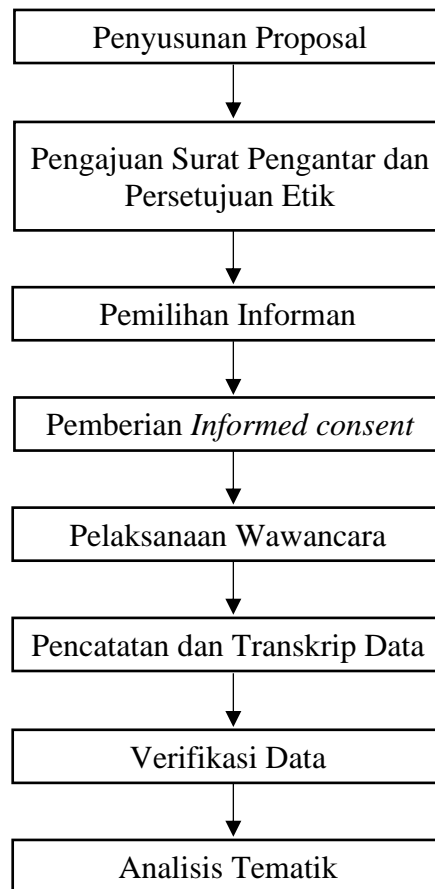 Penyusunan Proposal
Pengajuan Surat Pengantar dan
Persetujuan Etik
Pemilihan Informan
Pemberian Informed consent
Pelaksanaan Wawancara
Pencatatan dan Transkrip Data
Verifikasi Data
Analisis Tematik